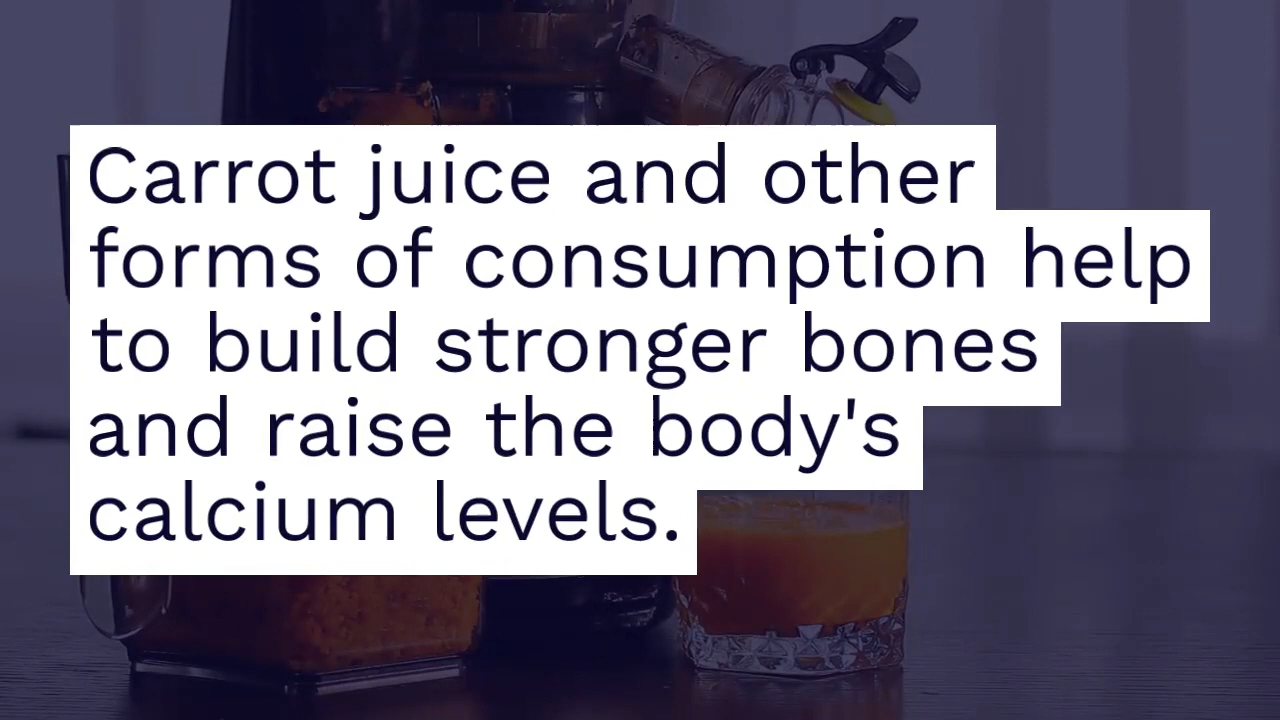 Carrot juice and other
forms of consumption help
to build stronger bones
and raise the body's
calcium levels.